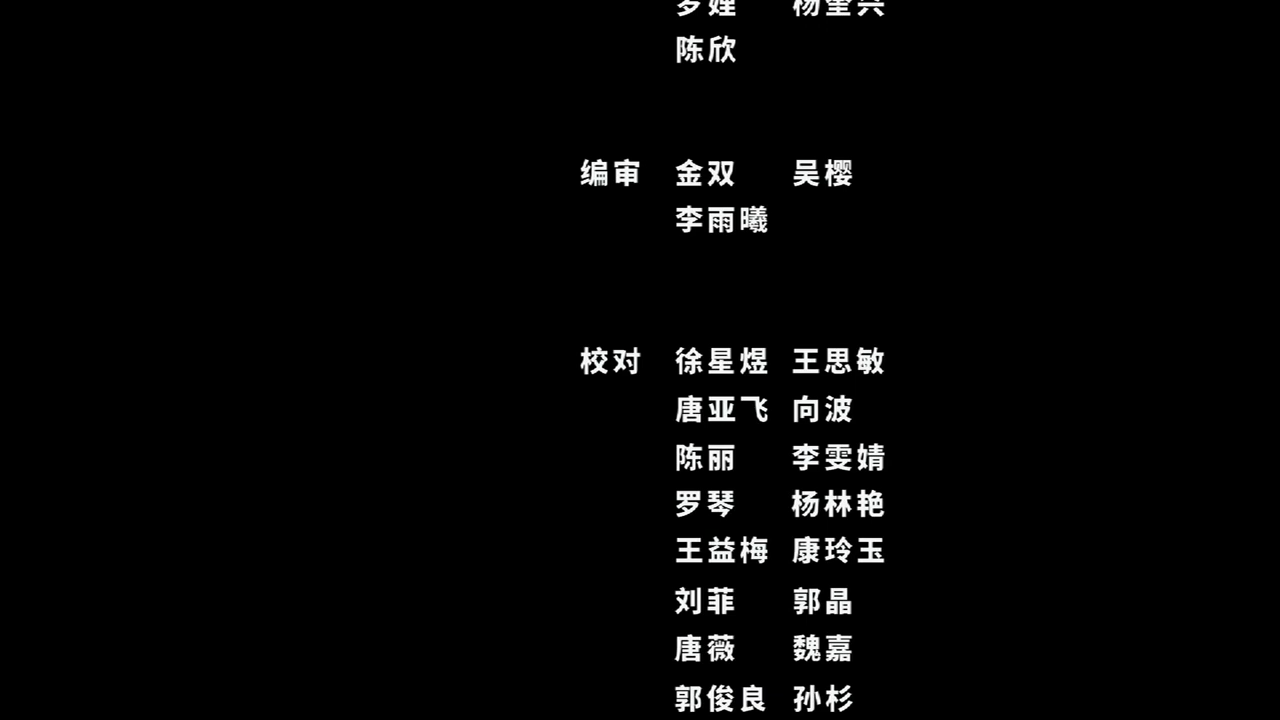 陈欣
编审 金双 吴樱
李雨曦
校对 徐星煜 王思敏
唐亚飞 向波
陈丽 李雯婧
罗琴 杨林艳
王益梅 康玲玉
刘菲 郭晶
唐薇 魏嘉
郭俊良 孙杉